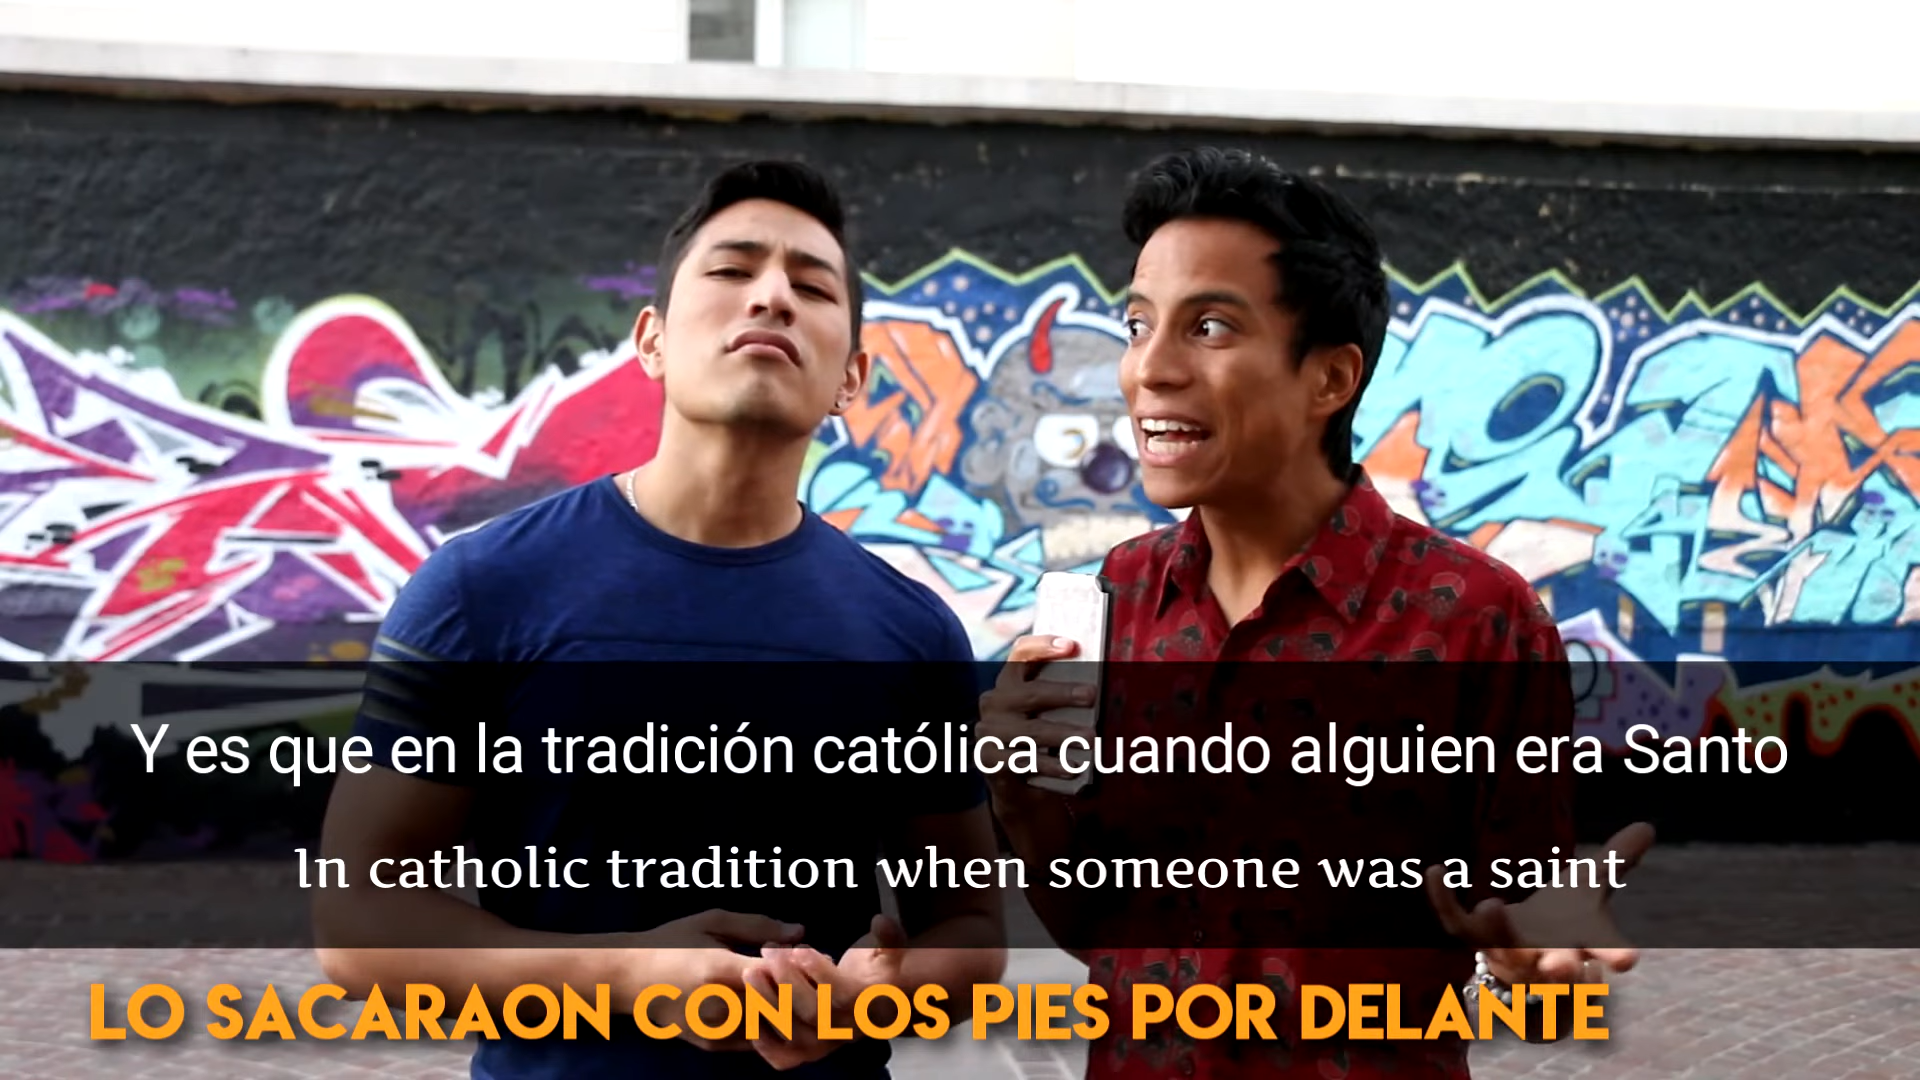 Y es que en la tradición católica cuando alguien era Santo
In catholic tradition when someone was a saint
LO SACARAON CON LOS PIES POR DELANTE